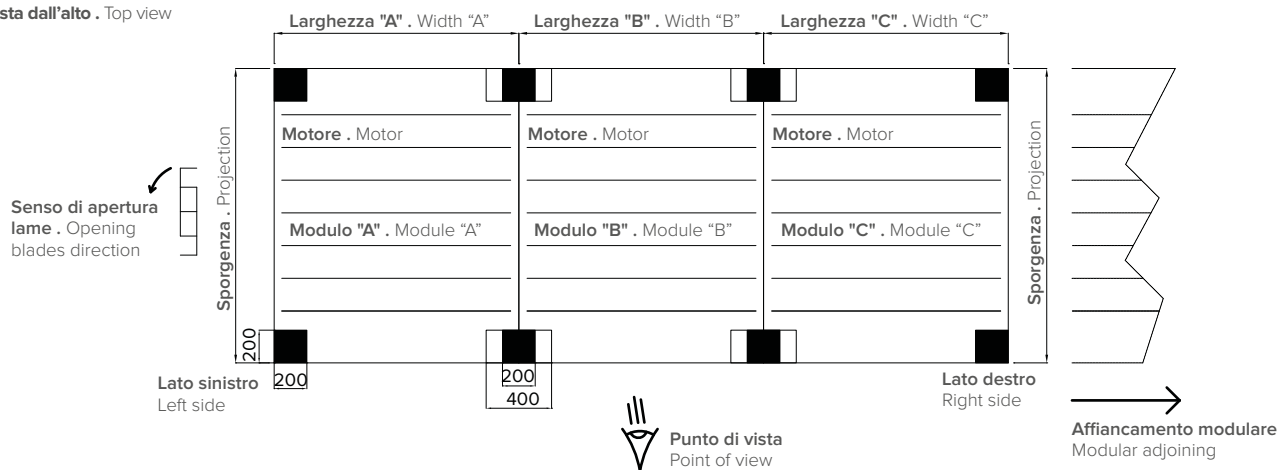 sta dall'alto . Top view
Larghezza "A" . Width “A”
Larghezza "B" . Width “B”
Larghezza "C" . Width “C”
Motore . Motor
Motore . Motor
Motore . Motor
Sporgenza . Projection
Sporgenza . Projection
Senso di apertura
lame . Opening
blades direction
Modulo "A" . Module “A”
Modulo "B" . Module “B”
Modulo "C" . Module “C”
200
200
200
400
Lato sinistro
Left side
Lato destro
Right side
Punto di vista
Point of view
Affiancamento modulare
Modular adjoining